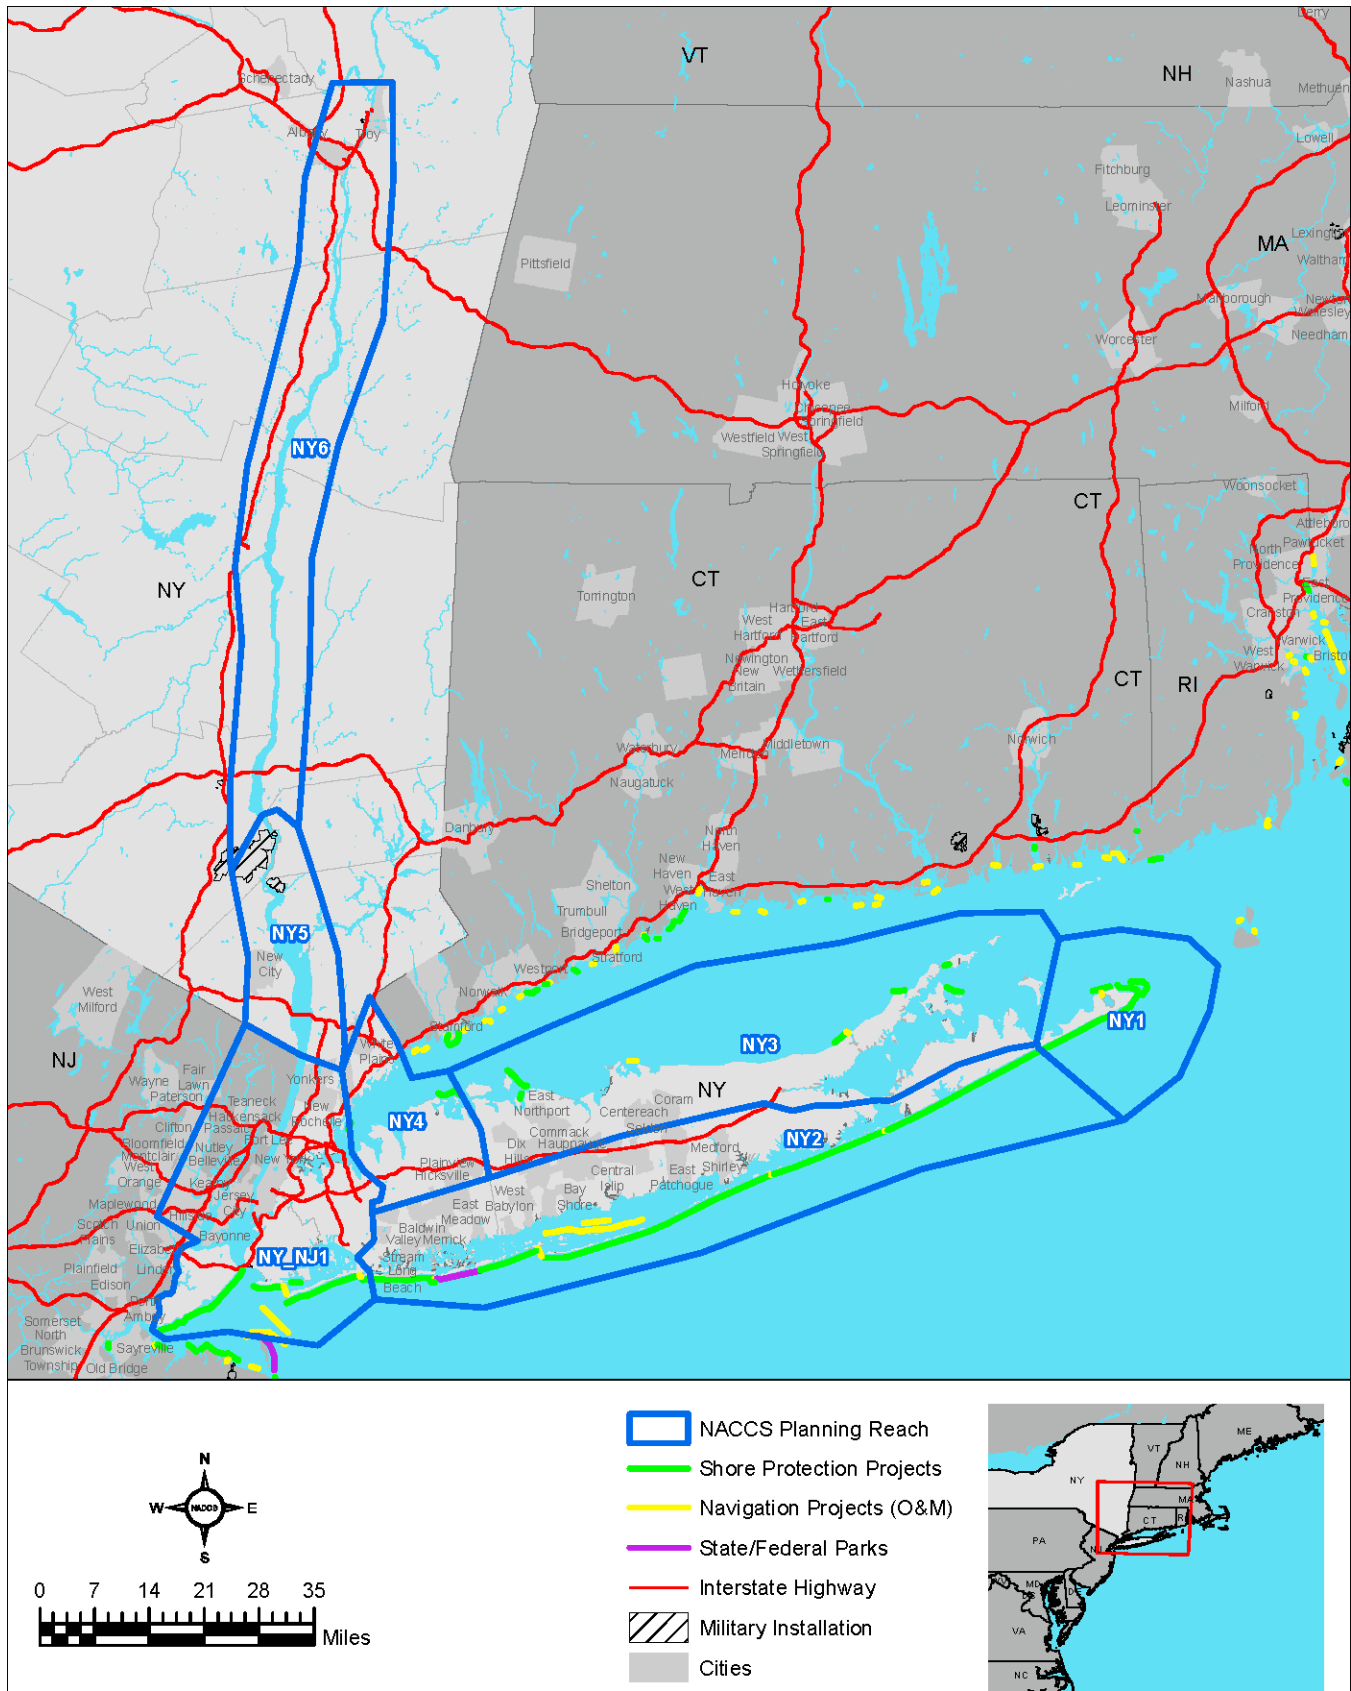 VT
NH
Derry
Nashua
Methuen
Schenectady
Albany
Troy
Lowell
Fitchburg
Leominster
MA
Lexingt
Waltham
Pittsfield
Marlborough
Newton
Wellesley
Worcester
Needham
Holyoke
Chicopee
Springfield
Milford
Westfield
West
Springfield
NY6
Woonsocket
CT
Attleboro
Pawtucket
North
Providence
NY
CT
Torrington
East
Providence
Cranston
Hartford
West
Hartford
East
Hartford
Warwick
West
Warwick
Bristol
Newington
New
Britain
Wethersfield
CT
RI
Waterbury
Meriden
Middletown
Norwich
Naugatuck
Danbury
North
Haven
New
Haven
East
Haven
West
Haven
Shelton
Trumbull
Bridgeport
NY5
New
City
Stratford
Westport
West
Milford
Norwalk
Stamford
NY1
NJ
White
Plains
NY3
Fair
Lawn
Wayne
Paterson
Yonkers
NY
Teaneck
Hackensack
New
Rochelle
East
Northport
Centereach
Coram
Selden
Clifton
Passaic
NY4
Bloomfield
Montclair
Fort Lee
Commack
Hauppauge
NY2
Nutley
Belleville
New York
Dix
Hills
Medford
West
Orange
Plainview
Hicksville
Central
Islip
East
Patchogue
Shirley
Kearny
Jersey
City
West
Babylon
Bay
Shore
Maplewood
Hillside
East
Meadow
Scotch
Plains
Union
Bayonne
Baldwin
Valley
Stream
Merrick
Elizabeth
NY_NJ1
Plainfield
Linden
Long
Beach
Edison
Perth
Amboy
Somerset
North
Brunswick
Township
Sayreville
Old Bridge
N
W
NACCS
E
S
0 7 14 21 28 35
Miles
NACCS Planning Reach
Shore Protection Projects
Navigation Projects (O&M)
State/Federal Parks
Interstate Highway
Military Installation
Cities
ME
VT
NH
NY
MA
CT
RI
PA
NJ
MD
DE
VA
NC